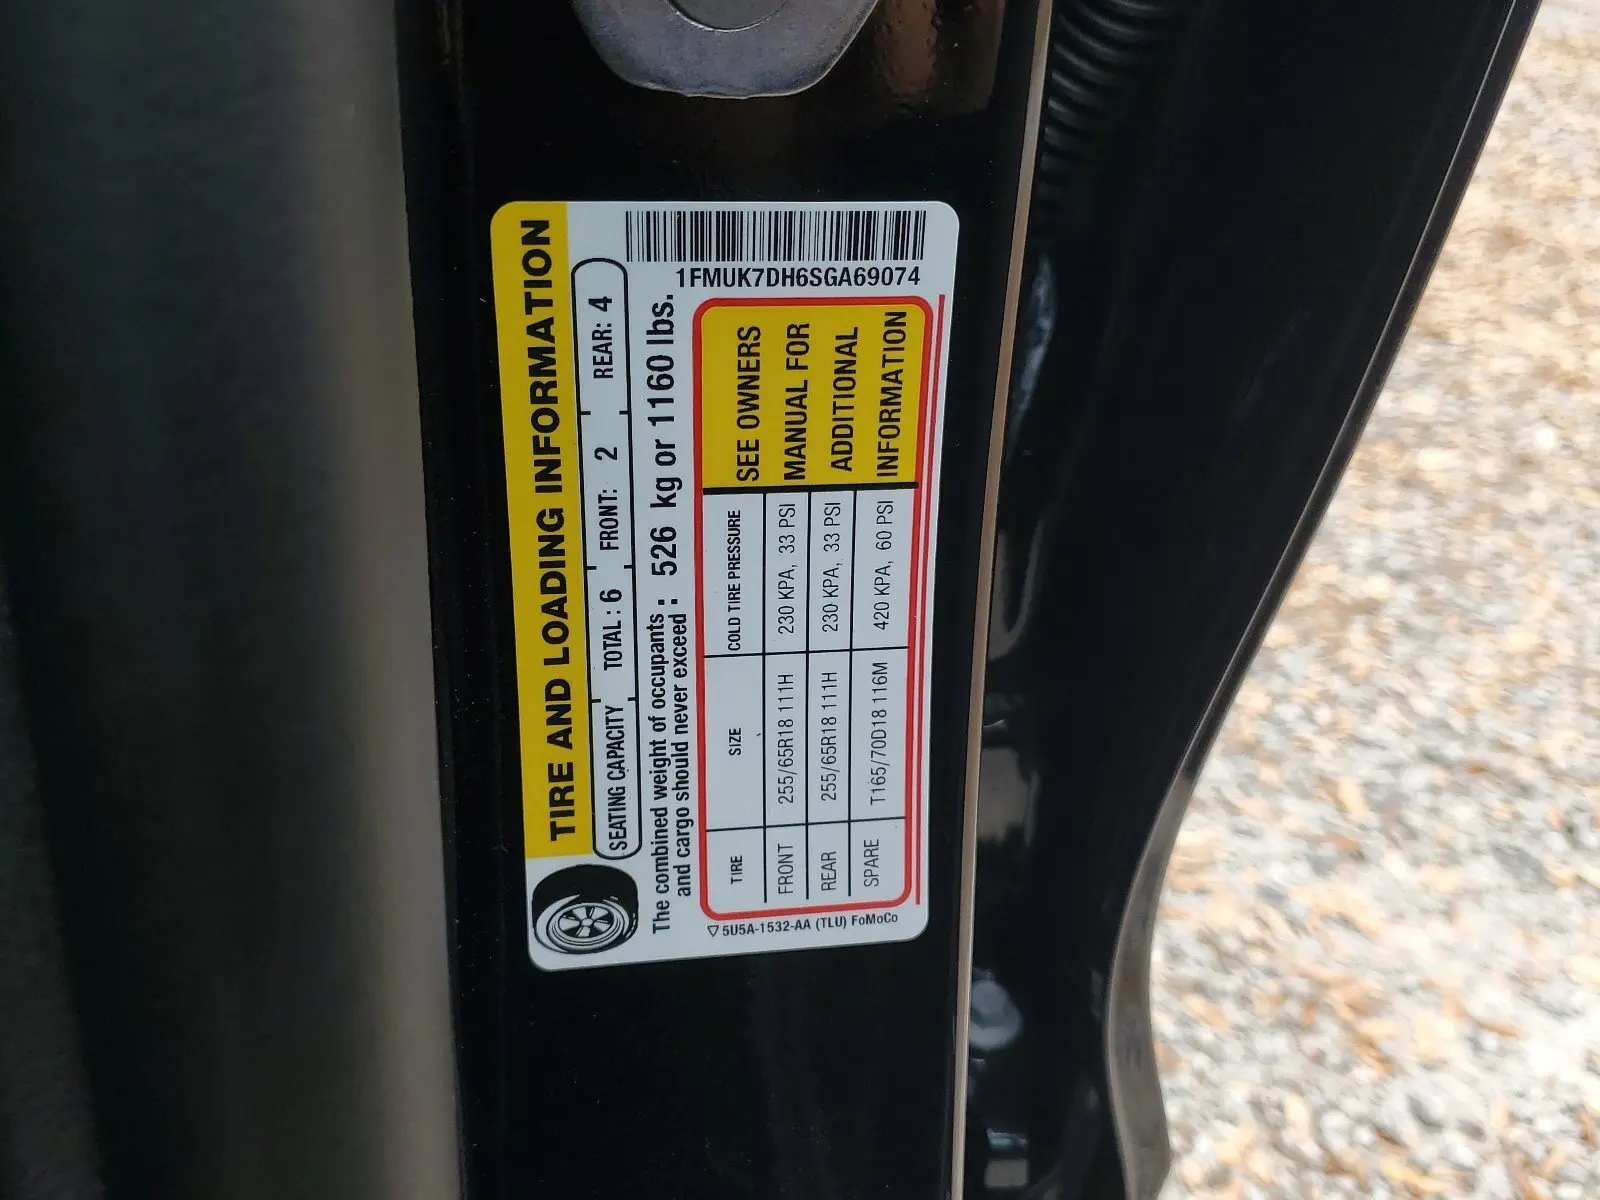 TIRE AND LOADING INFORMATION
SEATING CAPACITY TOTAL : 6 FRONT: 2 REAR: 4
The combined weight of occupants
and cargo should never exceed : 526 kg or 1160 lbs.
1FMUK7DH6SGA69074
TIRE SIZE COLD TIRE PRESSURE
FRONT 255/65R18 111H 230 KPA, 33 PSI
REAR 255/65R18 111H 230 KPA, 33 PSI
SPARE T165/70D18 116M 420 KPA, 60 PSI
SEE OWNERS
MANUAL FOR
ADDITIONAL
INFORMATION
5U5A-1532-AA (TLU) FoMoCo